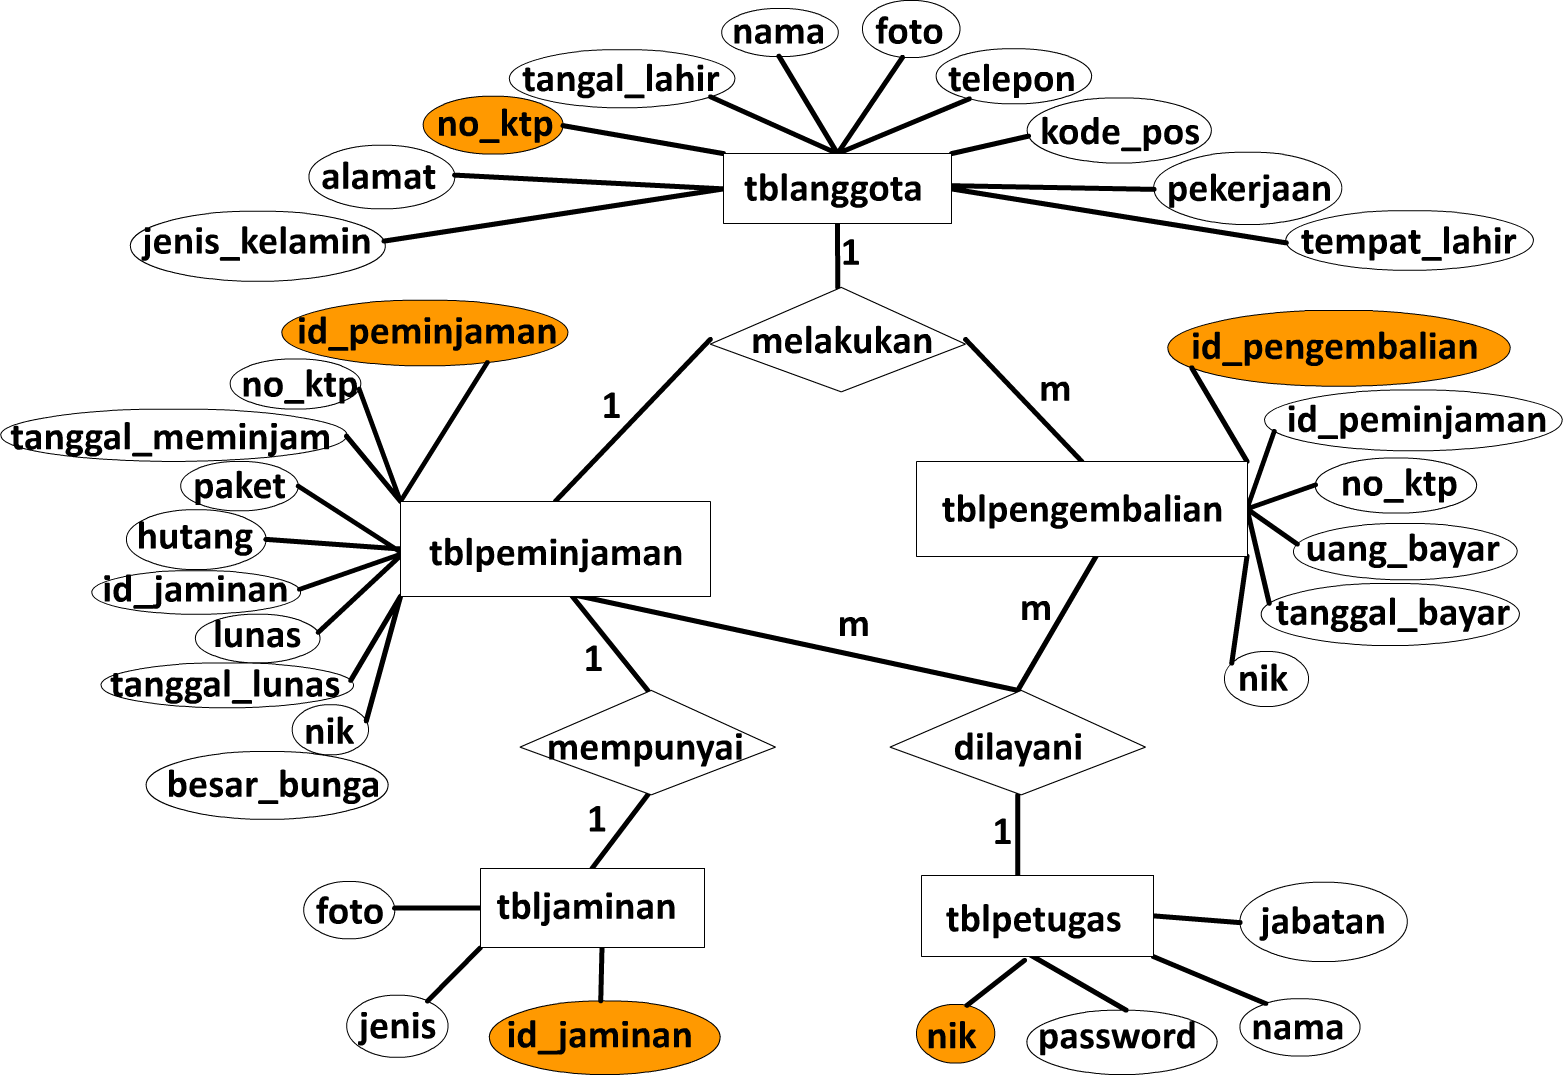 nama
foto
tangal_lahir
telepon
no_ktp
kode_pos
alamat
tblanggota
pekerjaan
jenis_kelamin
tempat_lahir
1
id_peminjaman
melakukan
id_pengembalian
no_ktp
1
m
id_peminjaman
tanggal_meminjam
paket
no_ktp
tblpengembalian
hutang
tblpeminjaman
uang_bayar
id_jaminan
m
tanggal_bayar
lunas
m
1
tanggal_lunas
nik
nik
mempunyai
dilayani
besar_bunga
1
1
foto
tbljaminan
tblpetugas
jabatan
jenis
id_jaminan
nik
password
nama